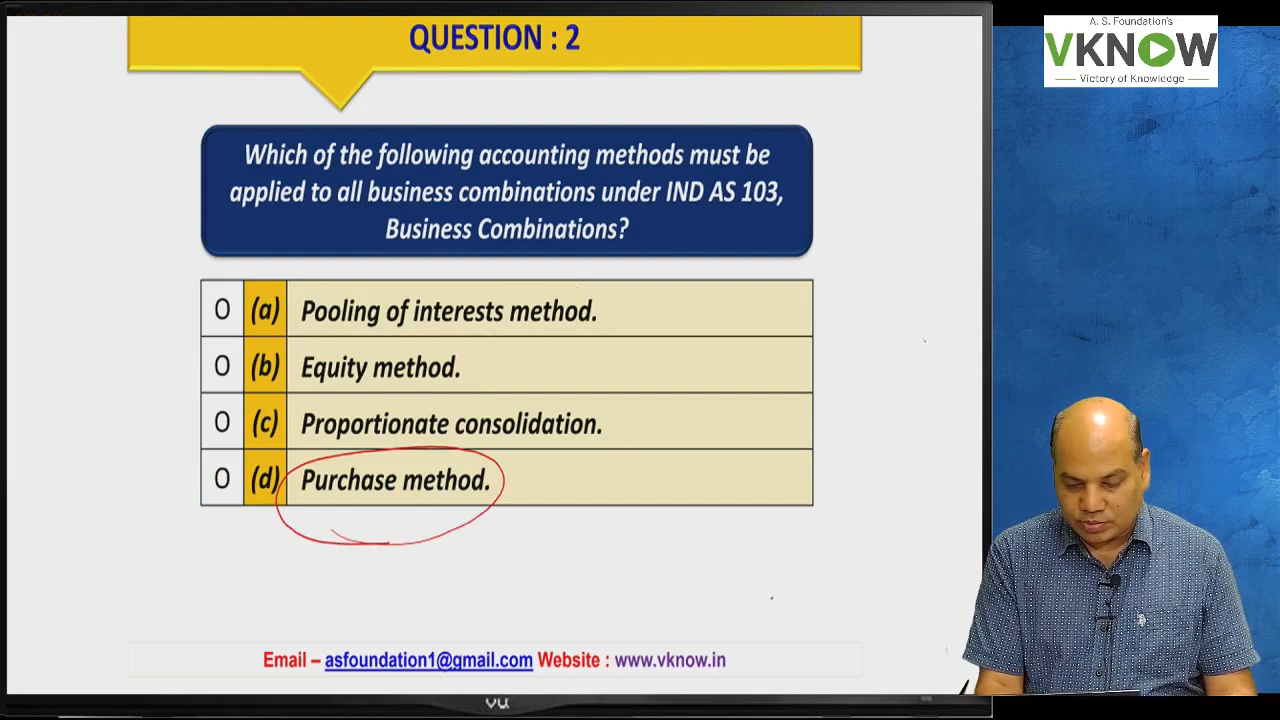 QUESTION : 2
A. S. Foundation's
VKNOW
Victory of Knowledge
Which of the following accounting methods must be
applied to all business combinations under IND AS 103,
Business Combinations?
O (a) Pooling of interests method.
O (b) Equity method.
O (c) Proportionate consolidation.
O (d) Purchase method.
Email – asfoundation1@gmail.com Website : www.vknow.in
vu